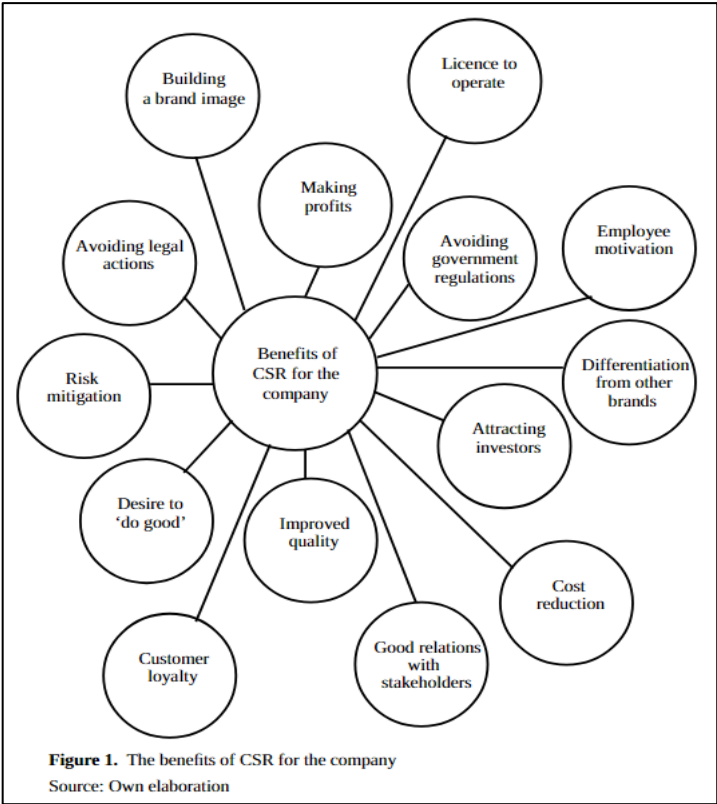 Building
a brand image
Licence to
operate
Making
profits
Avoiding legal
actions
Avoiding
government
regulations
Employee
motivation
Benefits of
CSR for the
company
Risk
mitigation
Differentiation
from other
brands
Attracting
investors
Desire to
‘do good’
Improved
quality
Cost
reduction
Customer
loyalty
Good relations
with
stakeholders
Figure 1. The benefits of CSR for the company
Source: Own elaboration